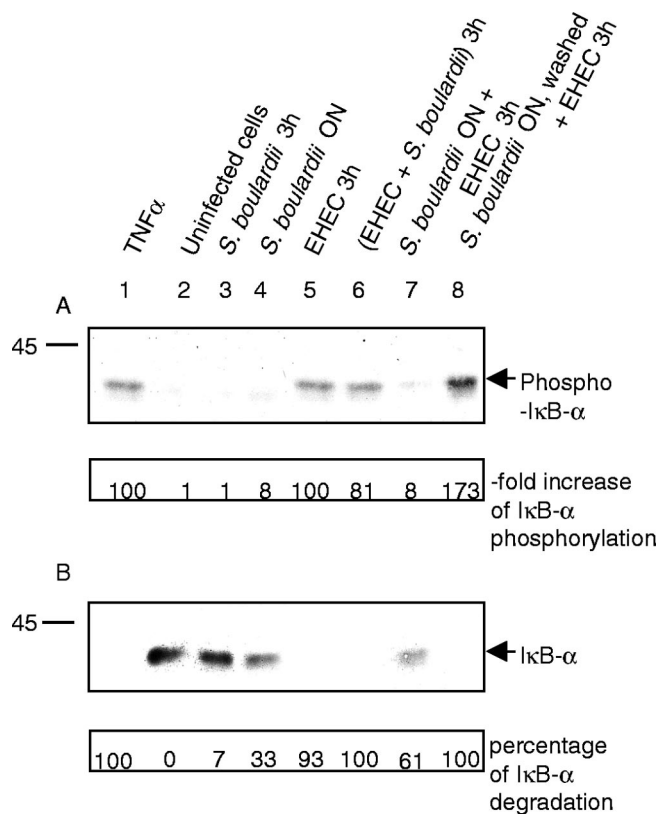 TNFα
Uninfected cells
S. boulardii 3h
S. boulardii ON
EHEC 3h
(EHEC + S. boulardii) 3h
S. boulardii ON +
EHEC 3h
S. boulardii ON, washed
+ EHEC 3h
1 2 3 4 5 6 7 8
A
45
Phospho
-IκB-α
100 1 1 8 100 81 8 173
-fold increase
of IκB-α
phosphorylation
B
45
IκB-α
100 0 7 33 93 100 61 100
percentage
of IκB-α
degradation